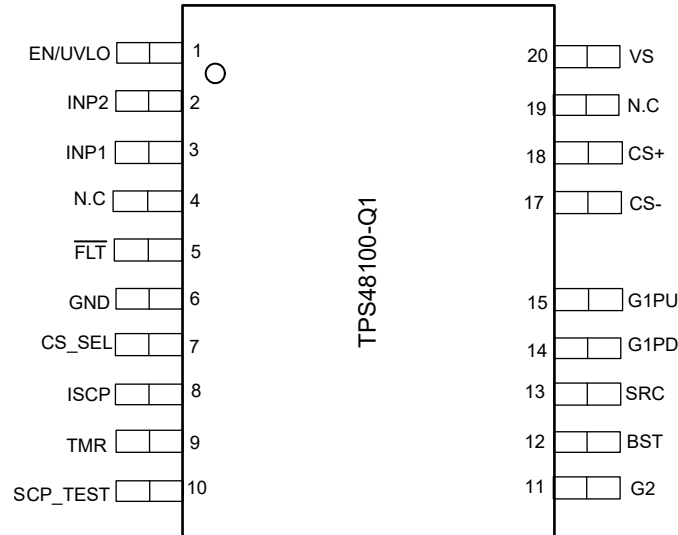 EN/UVLO 1
INP2 2
INP1 3
N.C 4
FLT 5
GND 6
CS_SEL 7
ISCP 8
TMR 9
SCP_TEST 10
TPS48100-Q1
20 VS
19 N.C
18 CS+
17 CS-
15 G1PU
14 G1PD
13 SRC
12 BST
11 G2